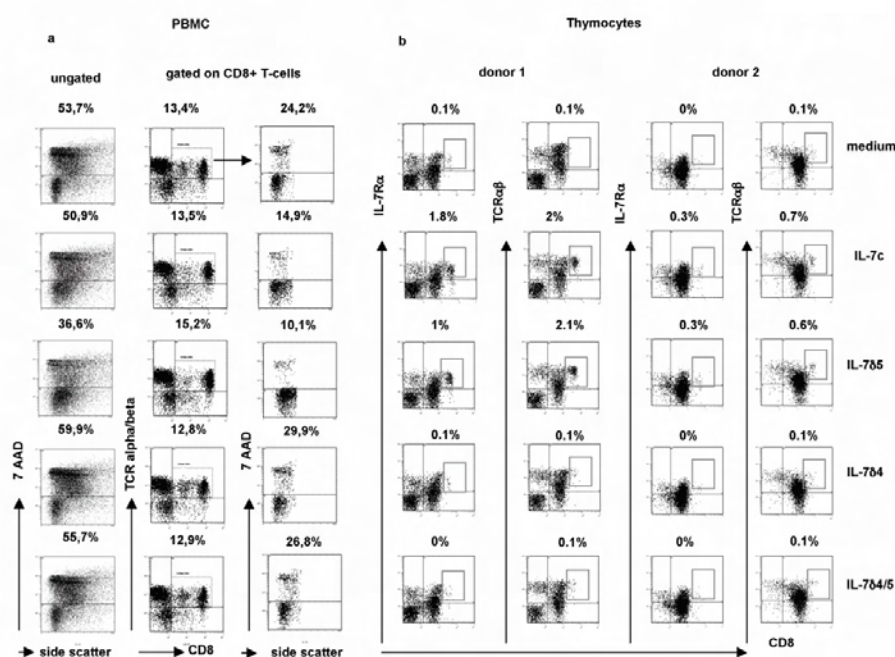 PBMC
Thymocytes
a
b
ungated
gated on CD8+ T-cells
donor 1
donor 2
53,7%
13,4%
24,2%
0.1%
0.1%
0%
0.1%
medium
50,9%
13,5%
14,9%
1.8%
2%
0.3%
0.7%
IL-7c
36,6%
15,2%
10,1%
1%
2.1%
0.3%
0.6%
IL-7δ5
59,9%
12,8%
29,9%
0.1%
0.1%
0%
0.1%
IL-7δ4
55,7%
12,9%
26,8%
0%
0.1%
0%
0.1%
IL-7δ4/5
7 AAD
TCR alpha/beta
7 AAD
IL-7Rα
TCRαβ
IL-7Rα
TCRαβ
side scatter
CD8
side scatter
CD8